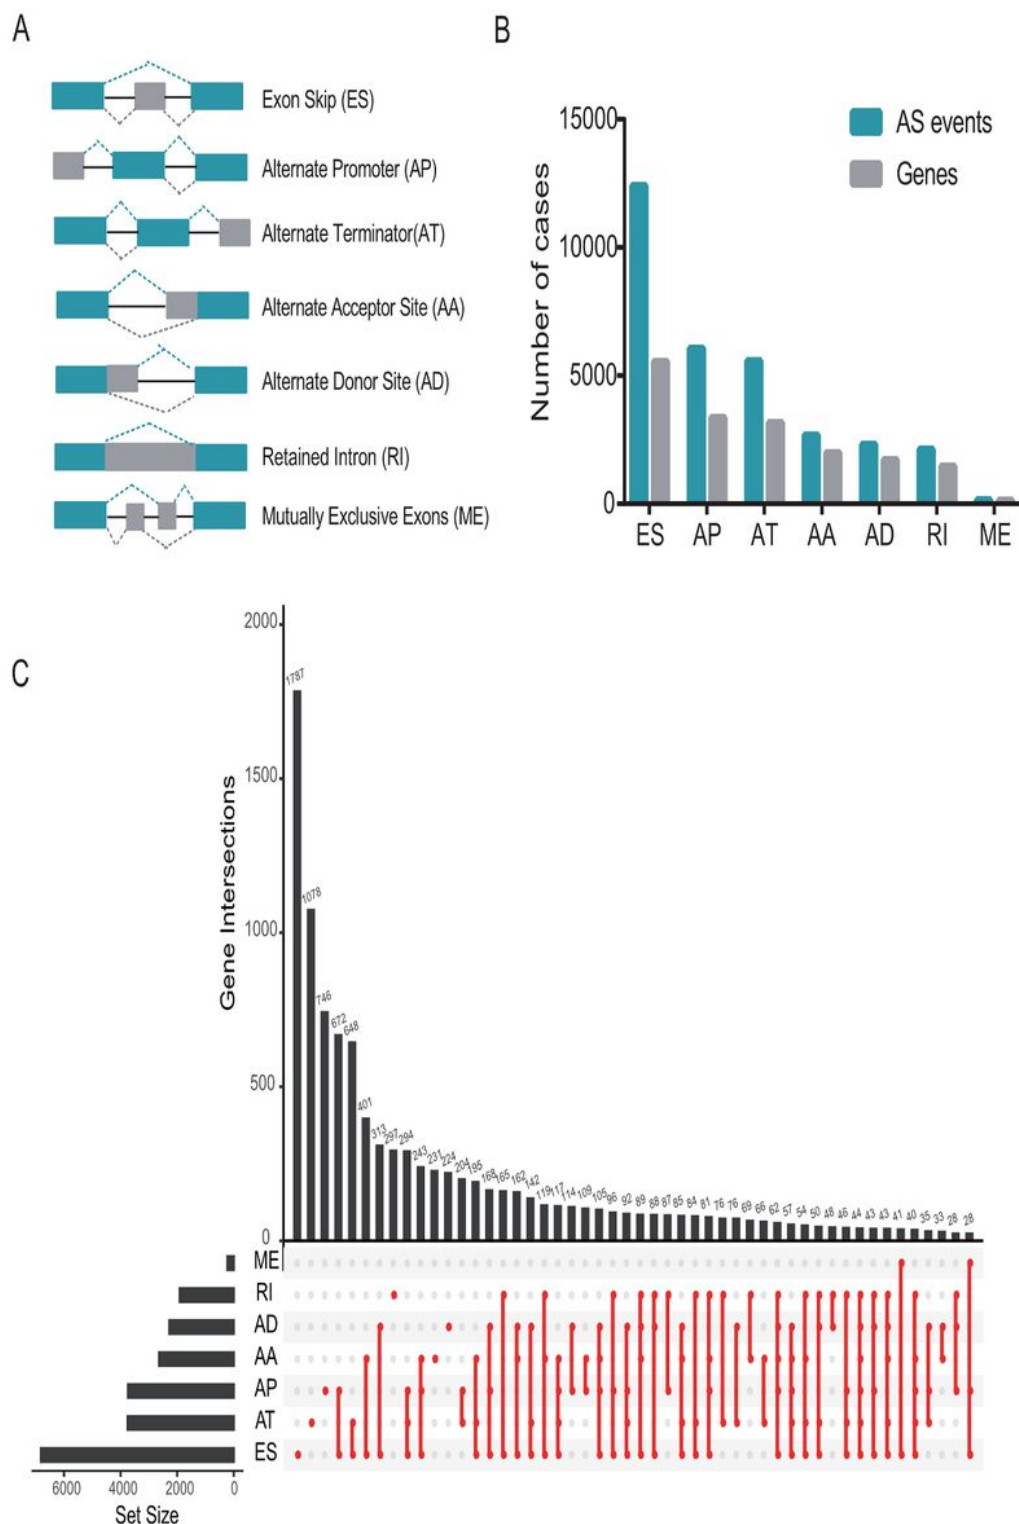 A
Exon Skip (ES)
Alternate Promoter (AP)
Alternate Terminator(AT)
Alternate Acceptor Site (AA)
Alternate Donor Site (AD)
Retained Intron (RI)
Mutually Exclusive Exons (ME)
B
Number of cases
15000
10000
5000
0
AS events
Genes
ES AP AT AA AD RI ME
C
Gene Intersections
2000
1500
1000
500
0
1787 1078 746 672 648 401 313 297 294 243 231 224 204 195 168 165 162 142 119 117 114 109 105 96 92 89 88 87 85 84 81 76 76 69 66 62 57 54 50 48 46 44 43 43 41 40 35 33 28 28
ME
RI
AD
AA
AP
AT
ES
6000 4000 2000 0
Set Size